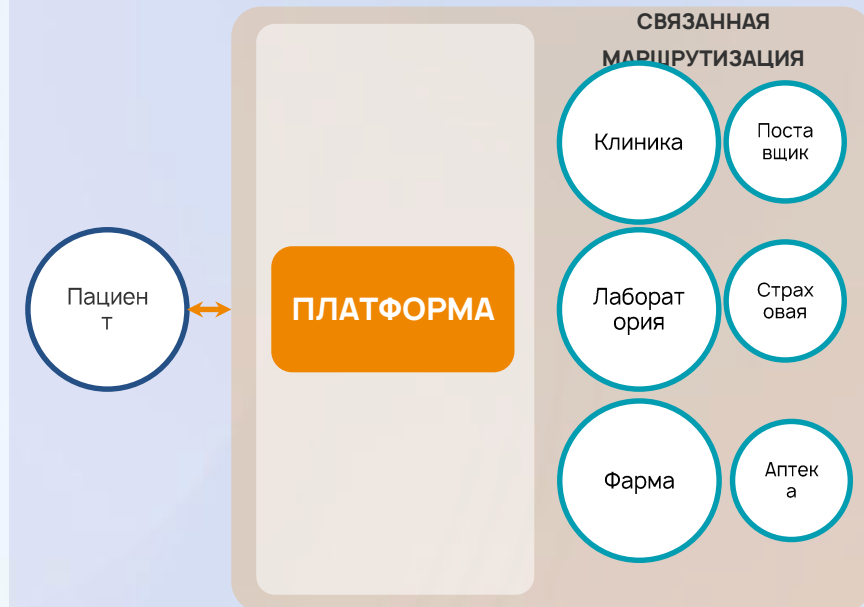 СВЯЗАННАЯ
МАРШРУТИЗАЦИЯ
Клиника
Поста
вщик
Пациен
т
ПЛАТФОРМА
Лаборат
ория
Страх
овая
Фарма
Аптек
а